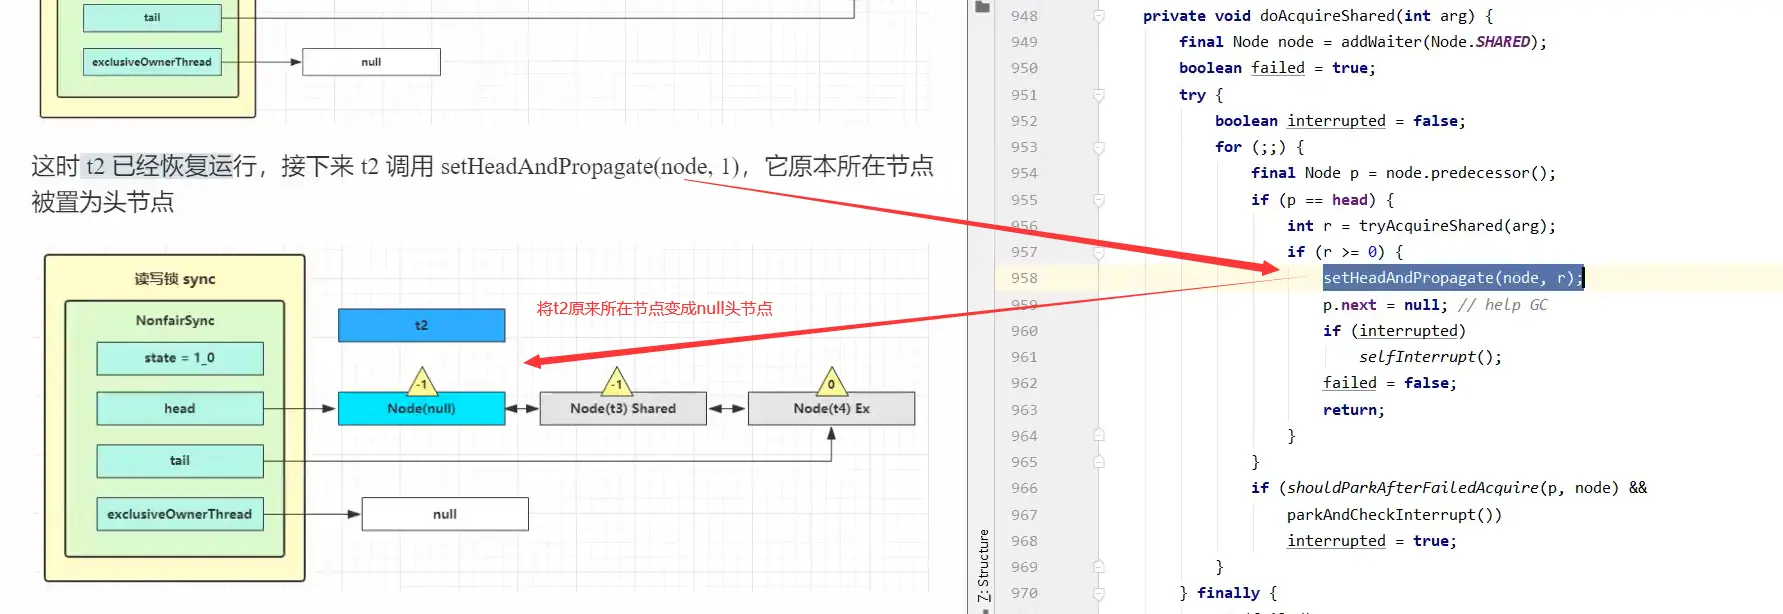 tail
exclusiveOwnerThread
null
这时 t2 已经恢复运行，接下来 t2 调用 setHeadAndPropagate(node, 1)，它原本所在节点
被置为头节点
读写锁 sync
NonfairSync
state = 1_0
head
tail
exclusiveOwnerThread
null
t2
将t2原来所在节点变成null头节点
-1
-1
0
Node(null)
Node(t3) Shared
Node(t4) Ex
948 private void doAcquireShared(int arg) {
949 final Node node = addWaiter(Node.SHARED);
950 boolean failed = true;
951 try {
952 boolean interrupted = false;
953 for (;;) {
954 final Node p = node.predecessor();
955 if (p == head) {
956 int r = tryAcquireShared(arg);
957 if (r >= 0) {
958 setHeadAndPropagate(node, r);
959 p.next = null; // help GC
960 if (interrupted)
961 selfInterrupt();
962 failed = false;
963 return;
964 }
965 }
966 if (shouldParkAfterFailedAcquire(p, node) &&
967 parkAndCheckInterrupt())
968 interrupted = true;
969 }
970 } finally {
Z: Structure